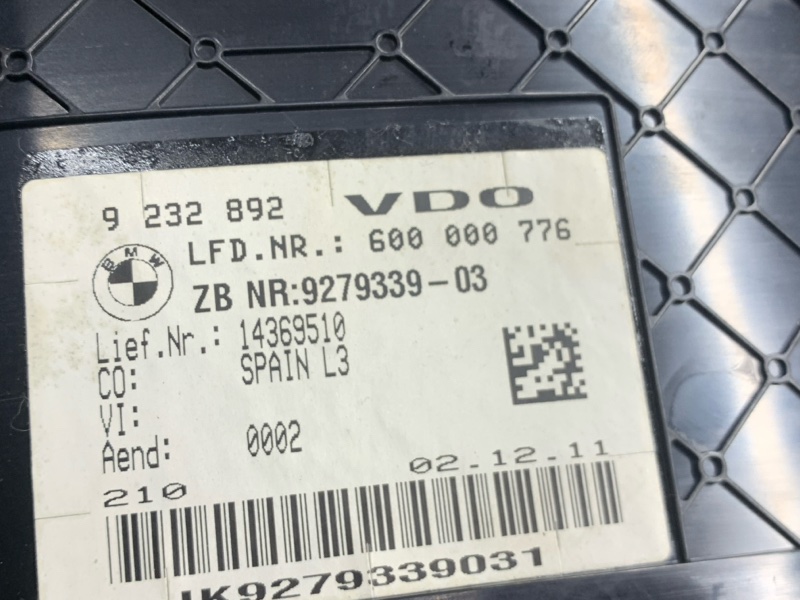 9 232 892 VDO
BMW
LFD.NR.: 600 000 776
ZB NR:9279339-03
Lief.Nr.: 14369510
CO: SPAIN L3
VI:
Aend: 0002
210 02.12.11
1K9279339031